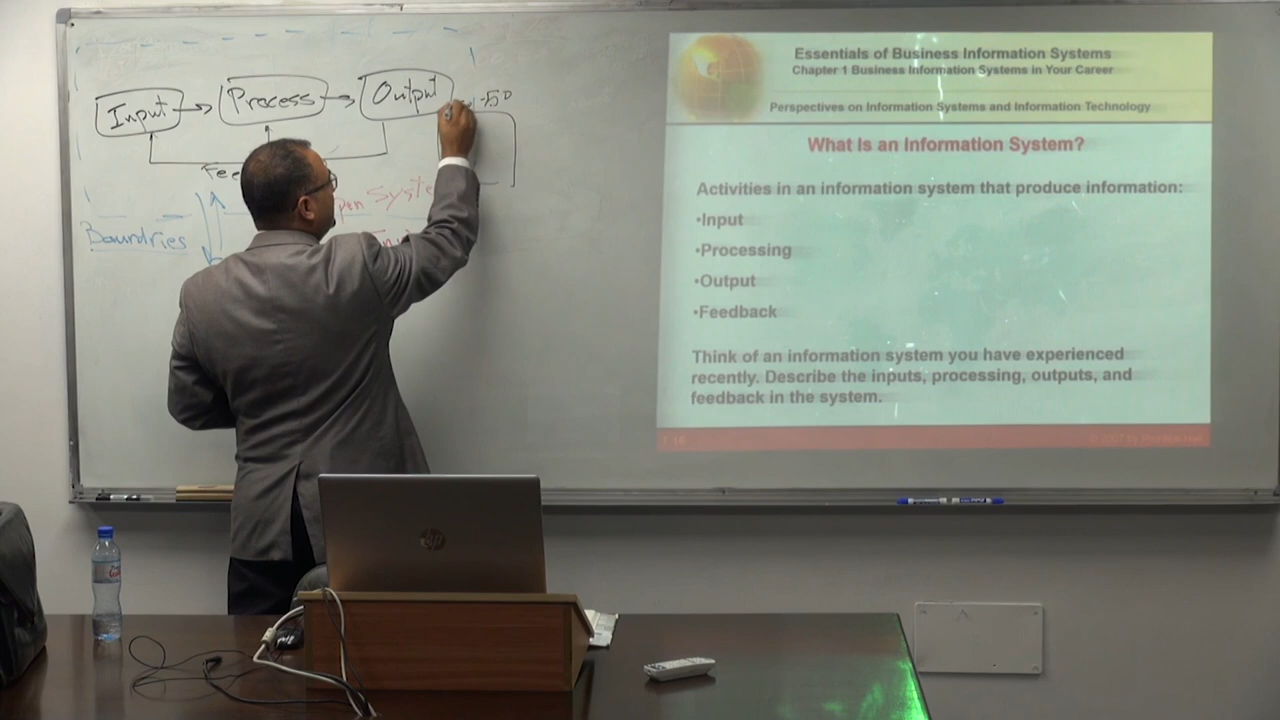 Input
Process
Output
Boundries
Essentials of Business Information Systems
Chapter 1 Business Information Systems in Your Career
Perspectives on Information Systems and Information Technology
What Is an Information System?
Activities in an information system that produce information:
•Input
•Processing
•Output
•Feedback
Think of an information system you have experienced
recently. Describe the inputs, processing, outputs, and
feedback in the system.
hp